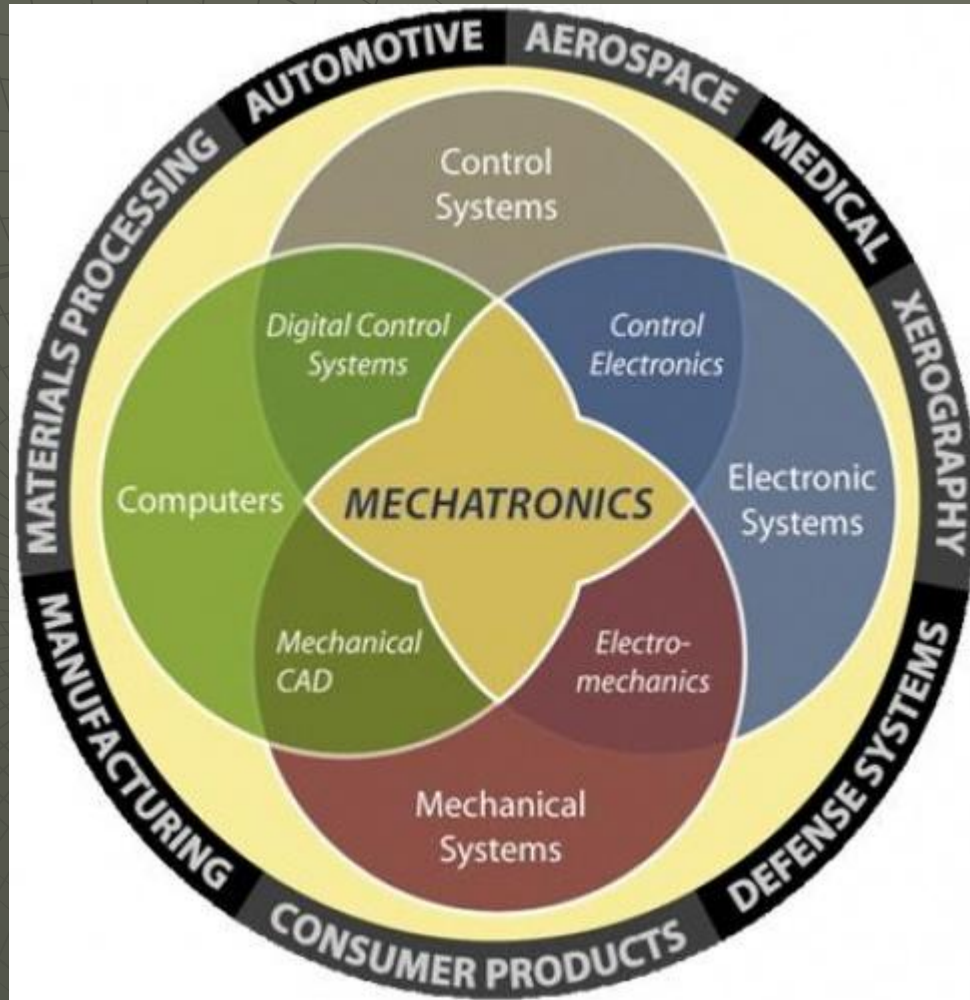 AUTOMOTIVE
AEROSPACE
MEDICAL
XEROGRAPHY
DEFENSE SYSTEMS
CONSUMER PRODUCTS
MANUFACTURING
MATERIALS PROCESSING
Control
Systems
Digital Control
Systems
Control
Electronics
Computers
MECHATRONICS
Electronic
Systems
Mechanical
CAD
Electro-
mechanics
Mechanical
Systems